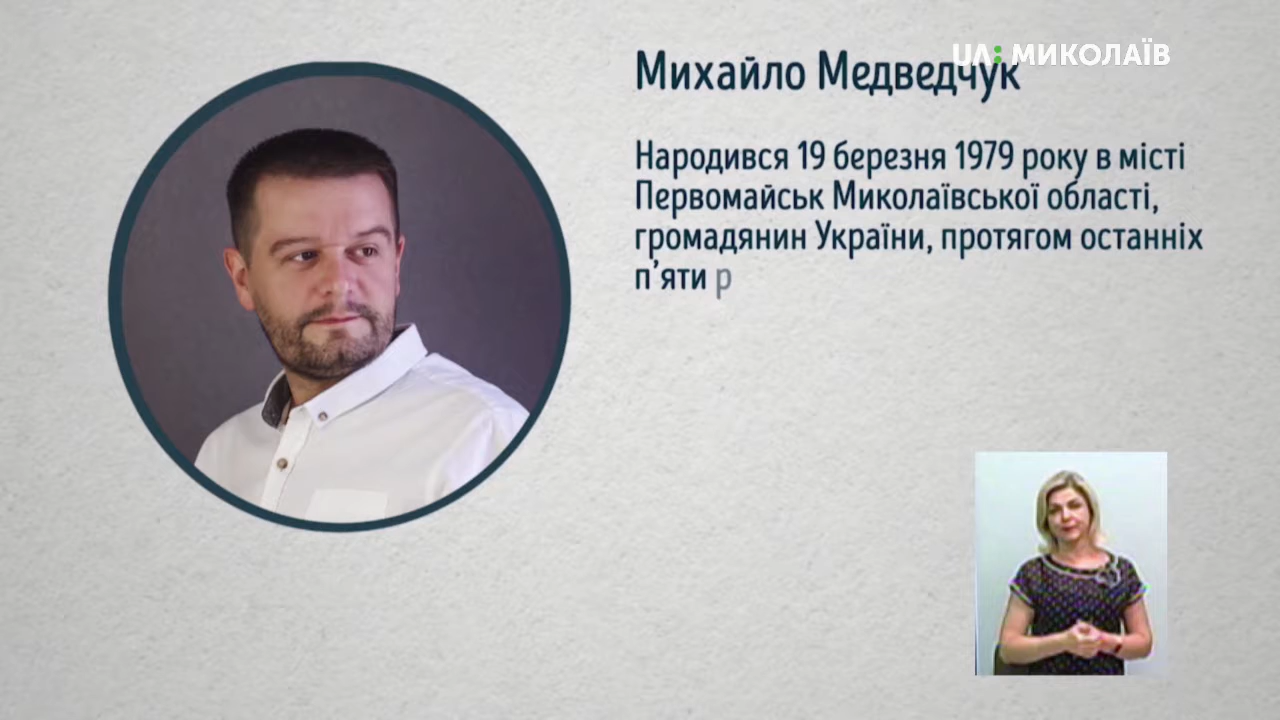 UA: МИКОЛАЇВ
Михайло Медведчук
Народився 19 березня 1979 року в місті
Первомайськ Миколаївської області,
громадянин України, протягом останніх
п’яти р